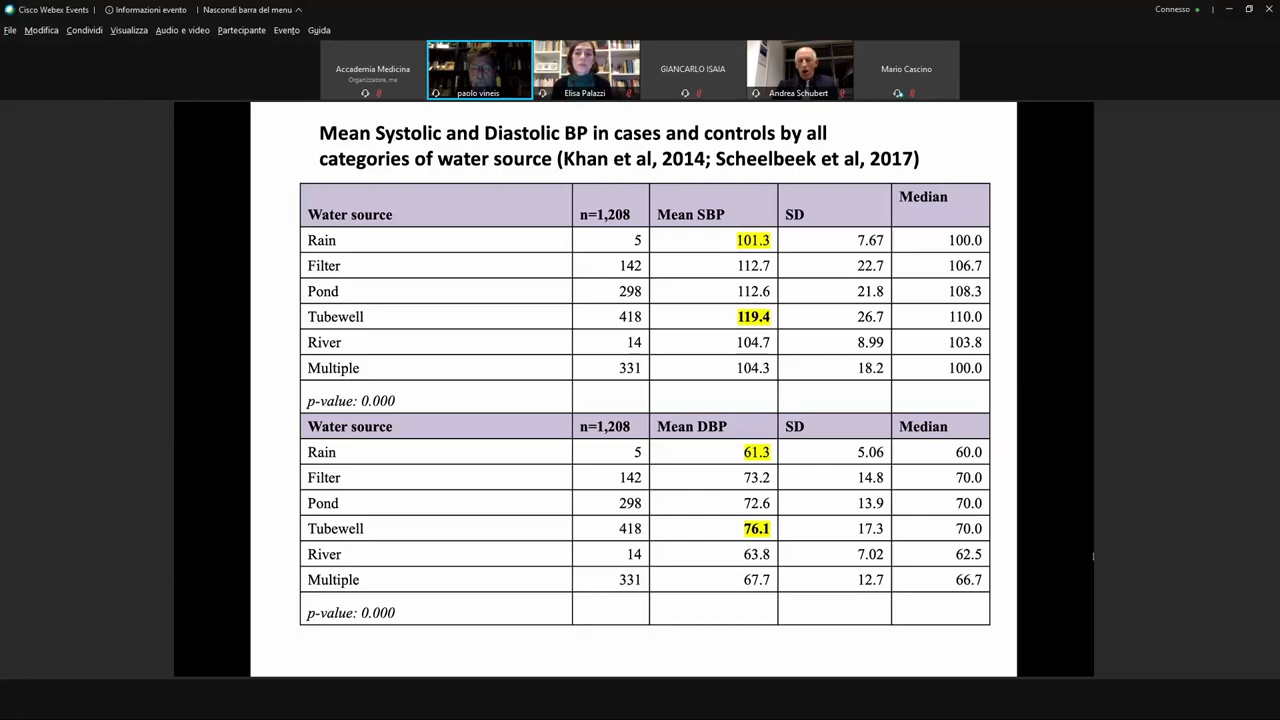 Cisco Webex Events
Informazioni evento
Nascondi barra del menu
Connesso
File Modifica Condividi Visualizza Audio e video Partecipante Evento Guida
Accademia Medicina
Organizzatore, me
paolo vineis
Elisa Palazzi
GIANCARLO ISAIA
Andrea Schubert
Mario Cascino
Mean Systolic and Diastolic BP in cases and controls by all
categories of water source (Khan et al, 2014; Scheelbeek et al, 2017)
Water source n=1,208 Mean SBP SD Median
Rain 5 101.3 7.67 100.0
Filter 142 112.7 22.7 106.7
Pond 298 112.6 21.8 108.3
Tubewell 418 119.4 26.7 110.0
River 14 104.7 8.99 103.8
Multiple 331 104.3 18.2 100.0
p-value: 0.000
Water source n=1,208 Mean DBP SD Median
Rain 5 61.3 5.06 60.0
Filter 142 73.2 14.8 70.0
Pond 298 72.6 13.9 70.0
Tubewell 418 76.1 17.3 70.0
River 14 63.8 7.02 62.5
Multiple 331 67.7 12.7 66.7
p-value: 0.000